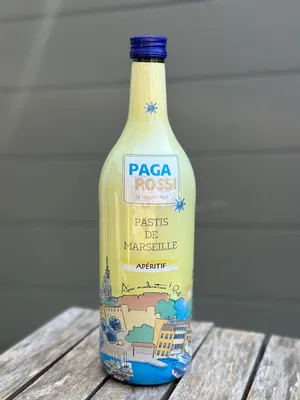 PAGA
ROSSI
PASTIS
DE
MARSEILLE
APÉRITIF